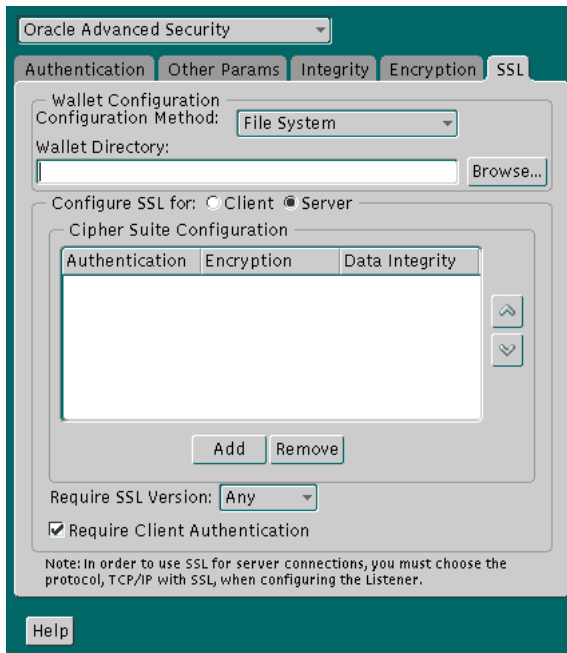 Oracle Advanced Security
Authentication Other Params Integrity Encryption SSL
Wallet Configuration
Configuration Method: File System
Wallet Directory:
Browse...
Configure SSL for: Client Server
Cipher Suite Configuration
Authentication Encryption Data Integrity
Add Remove
Require SSL Version: Any
Require Client Authentication
Note: In order to use SSL for server connections, you must choose the
protocol, TCP/IP with SSL, when configuring the Listener.
Help